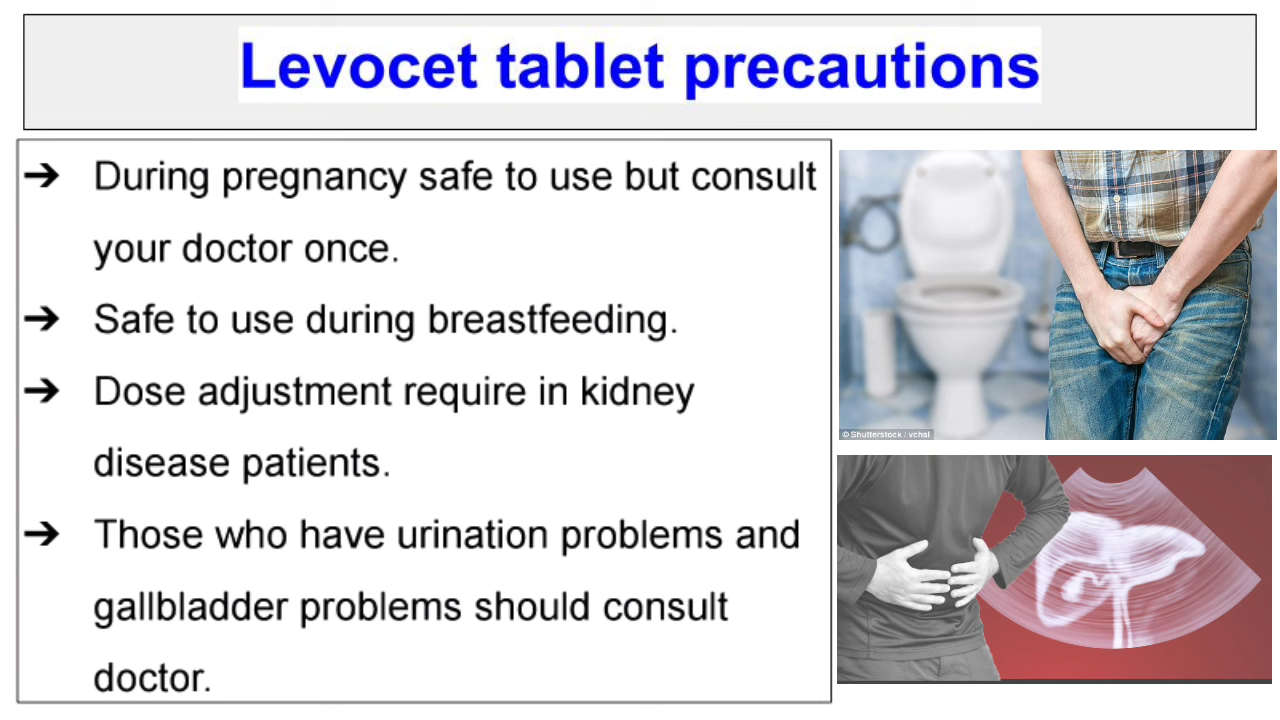 Levocet tablet precautions
➔ During pregnancy safe to use but consult
your doctor once.
➔ Safe to use during breastfeeding.
➔ Dose adjustment require in kidney
disease patients.
➔ Those who have urination problems and
gallbladder problems should consult
doctor.
© Shutterstock / vchal